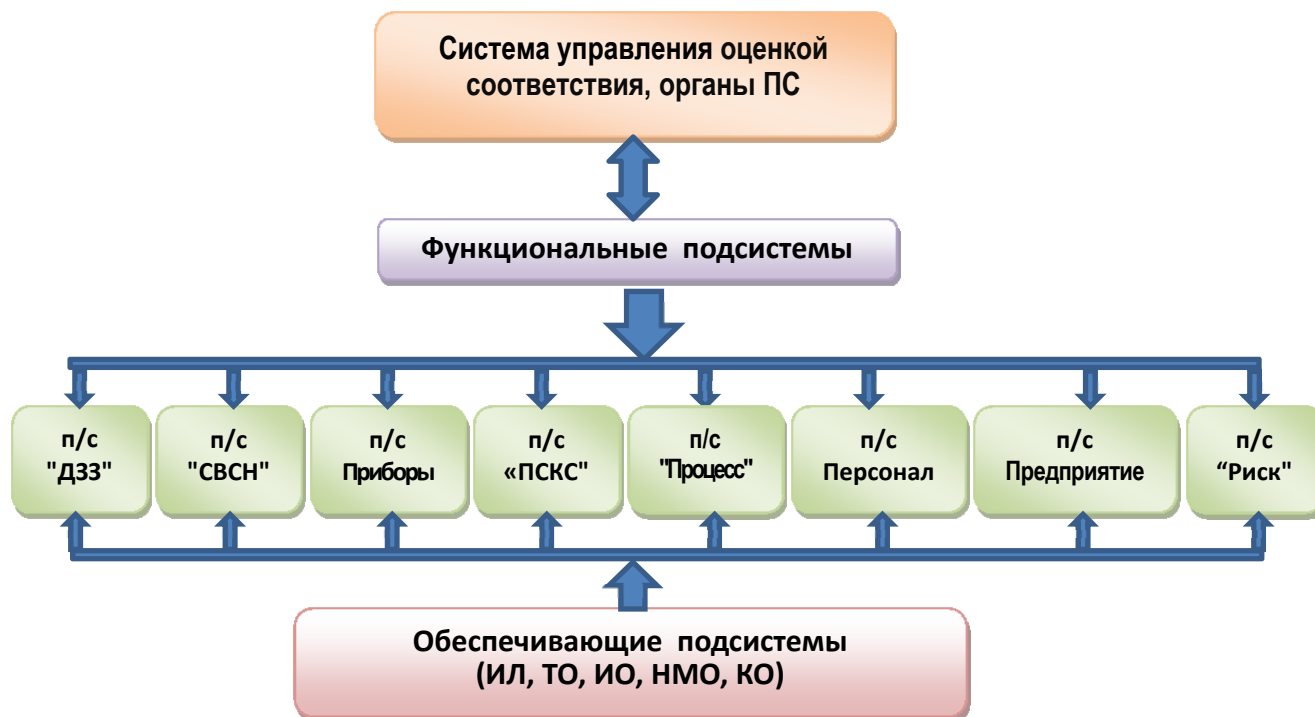 Система управления оценкой
соответствия, органы ПС
Функциональные подсистемы
п/с
"ДЗЗ"
п/с
"СВСН"
п/с
Приборы
п/с
«ПСКС"
п/с
"Процесс"
п/с
Персонал
п/с
Предприятие
п/с
“Риск"
Обеспечивающие подсистемы
(ИЛ, ТО, ИО, НМО, КО)